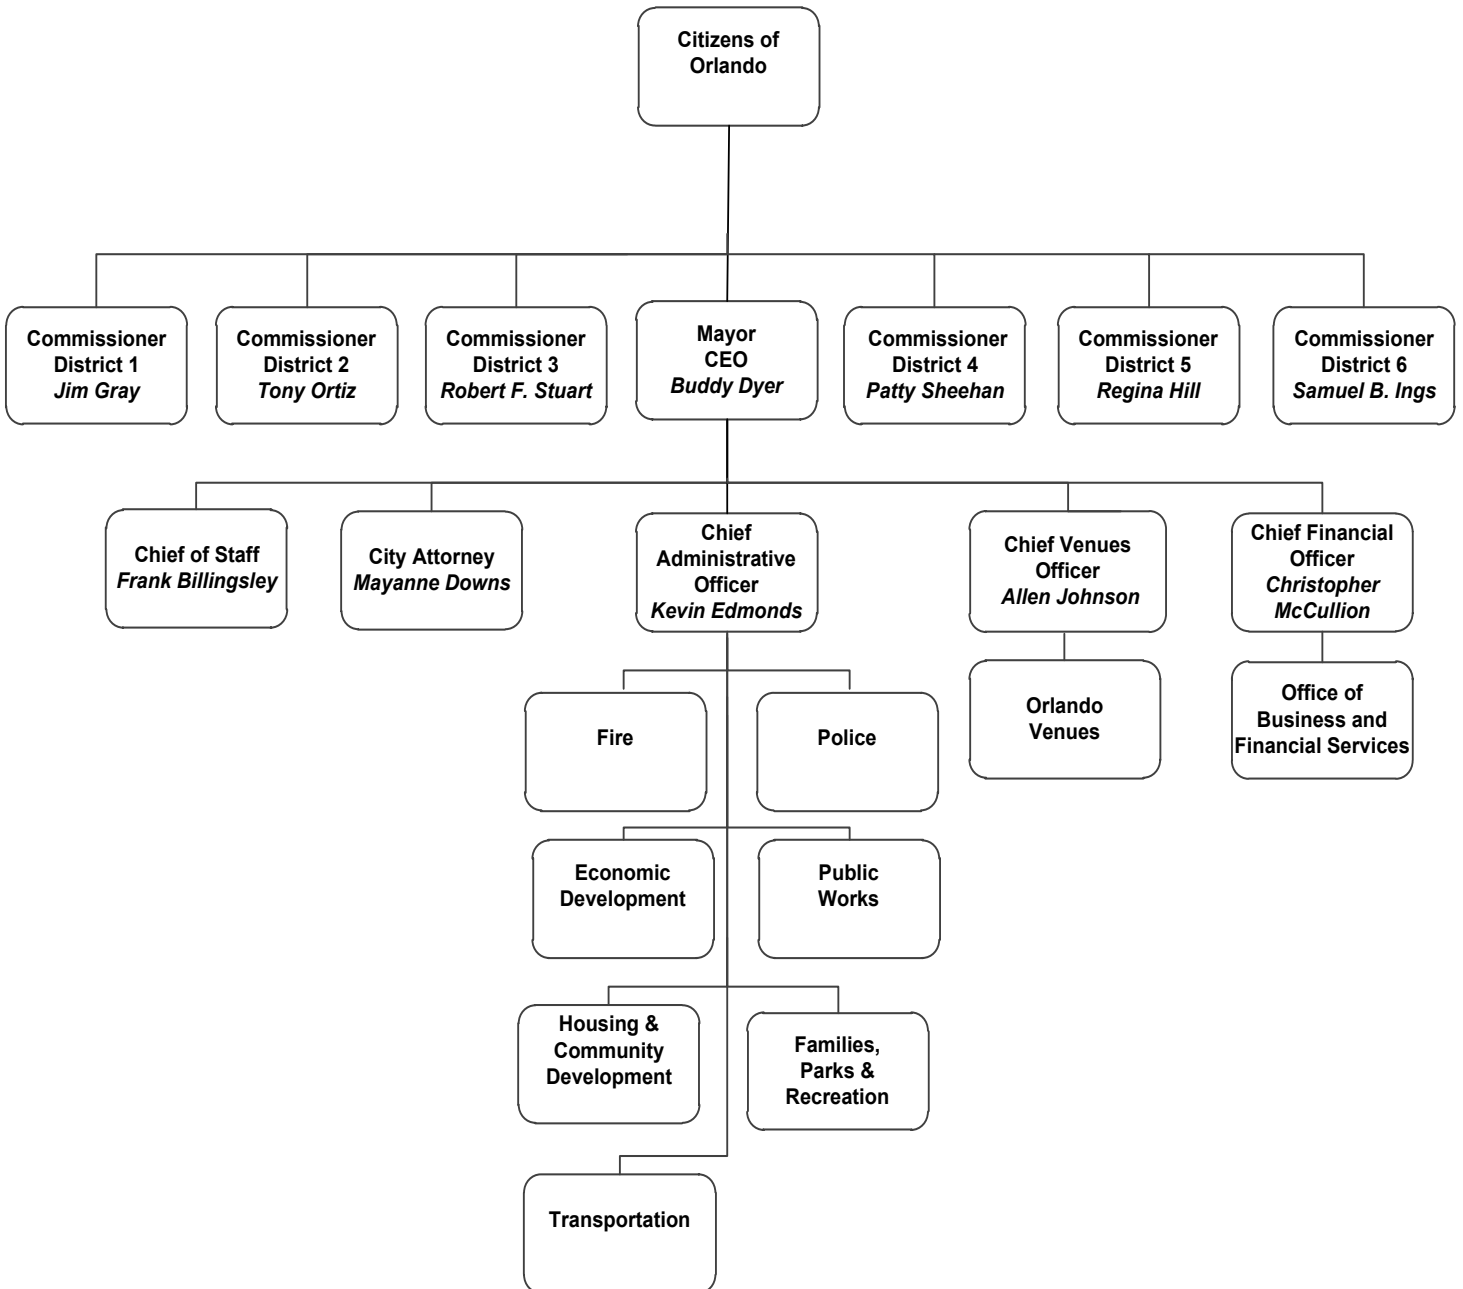 Citizens of
Orlando
Commissioner
District 1
Jim Gray
Commissioner
District 2
Tony Ortiz
Commissioner
District 3
Robert F. Stuart
Mayor
CEO
Buddy Dyer
Commissioner
District 4
Patty Sheehan
Commissioner
District 5
Regina Hill
Commissioner
District 6
Samuel B. Ings
Chief of Staff
Frank Billingsley
City Attorney
Mayanne Downs
Chief
Administrative
Officer
Kevin Edmonds
Chief Venues
Officer
Allen Johnson
Chief Financial
Officer
Christopher
McCullion
Fire
Police
Orlando
Venues
Office of
Business and
Financial Services
Economic
Development
Public
Works
Housing &
Community
Development
Families,
Parks &
Recreation
Transportation